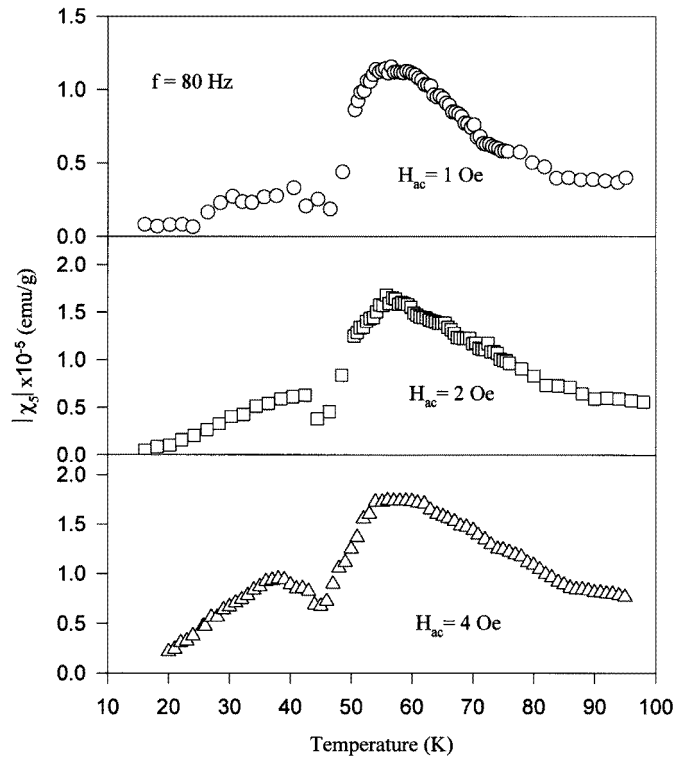 1.5
f = 80 Hz
1.0
0.5
H_ac= 1 Oe
0.0
2.0
1.5
1.0
H_ac= 2 Oe
0.5
0.0
|χ₅| x10⁻⁵ (emu/g)
2.0
1.5
1.0
0.5
H_ac= 4 Oe
0.0
10 20 30 40 50 60 70 80 90 100
Temperature (K)